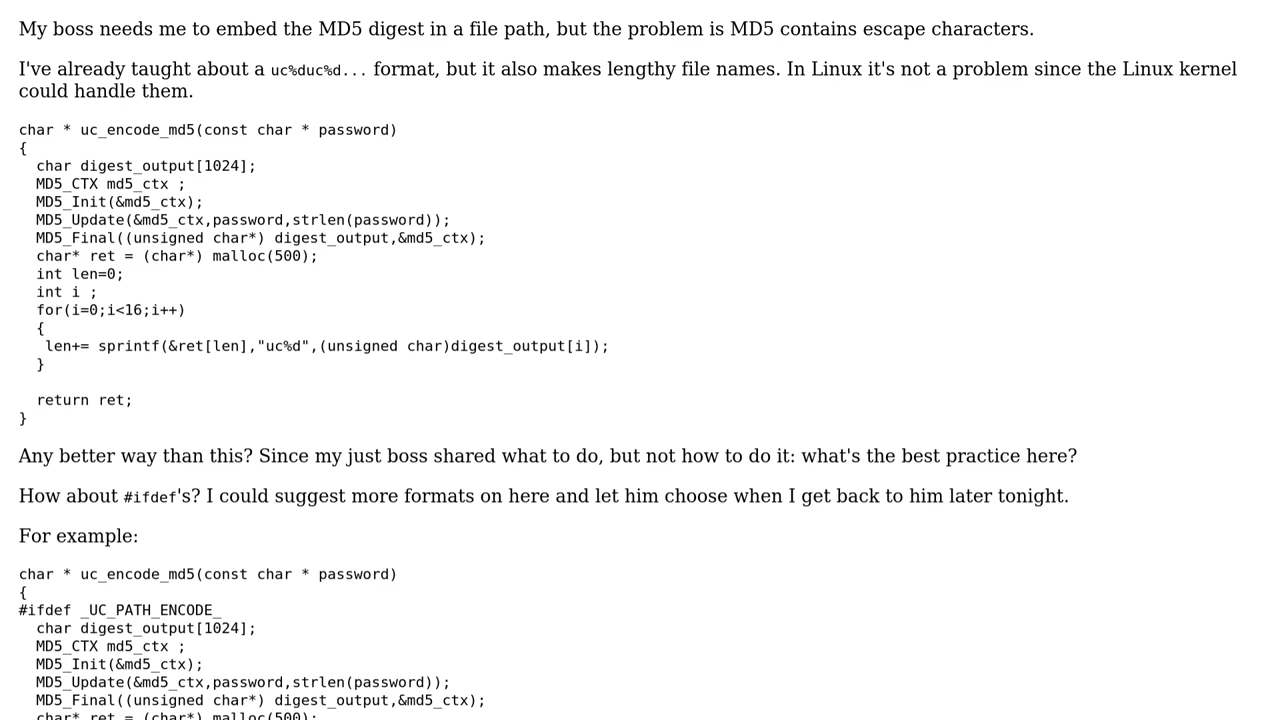 My boss needs me to embed the MD5 digest in a file path, but the problem is MD5 contains escape characters.
I've already taught about a uc%duc%d... format, but it also makes lengthy file names. In Linux it's not a problem since the Linux kernel
could handle them.
char * uc_encode_md5(const char * password)
{
  char digest_output[1024];
  MD5_CTX md5_ctx ;
  MD5_Init(&md5_ctx);
  MD5_Update(&md5_ctx,password,strlen(password));
  MD5_Final((unsigned char*) digest_output,&md5_ctx);
  char* ret = (char*) malloc(500);
  int len=0;
  int i ;
  for(i=0;i<16;i++)
  {
   len+= sprintf(&ret[len],"uc%d",(unsigned char)digest_output[i]);
  }
  return ret;
}
Any better way than this? Since my just boss shared what to do, but not how to do it: what's the best practice here?
How about #ifdef's? I could suggest more formats on here and let him choose when I get back to him later tonight.
For example:
char * uc_encode_md5(const char * password)
{
#ifdef _UC_PATH_ENCODE_
  char digest_output[1024];
  MD5_CTX md5_ctx ;
  MD5_Init(&md5_ctx);
  MD5_Update(&md5_ctx,password,strlen(password));
  MD5_Final((unsigned char*) digest_output,&md5_ctx);
  char* ret = (char*) malloc(500);